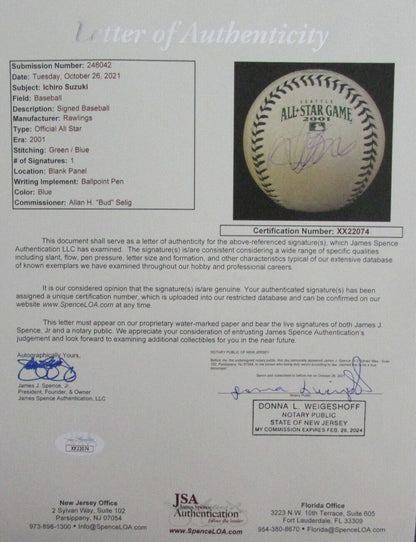 Letter of Authenticity
Submission Number: 246042
Date: Tuesday, October 26, 2021
Subject: Ichiro Suzuki
Field: Baseball
Description: Signed Baseball
Manufacturer: Rawlings
Type: Official All Star
Era: 2001
Stitching: Green / Blue
# Signatures: 1
Location: Blank Panel
Writing Implement: Ballpoint Pen
Color: Blue
Commissioner: Allan H. "Bud" Selig
SEATTLE
ALL★STAR GAME
2001
Certification Number: XX22074
This document shall serve as a letter of authenticity for the above-referenced signature(s), which James Spence
Authentication LLC has examined. The signature(s) is/are consistent considering a wide range of specific qualities
including slant, flow, pen pressure, letter size and formation, and other characteristics typical of our extensive database
of known exemplars we have examined throughout our hobby and professional careers.
It is our considered opinion that the signature(s) is/are genuine. Your authenticated signature(s) has been
assigned a unique certification number, which is uploaded into our restricted database and can be confirmed on
our website www.SpenceLOA.com at any time.
This letter must appear on our proprietary water-marked paper and bear the live signatures of both James J.
Spence, Jr and a notary public. We appreciate your consideration of entrusting James Spence Authentication's
judgement and look forward to examining additional collectibles for you in the near future.
Autographically Yours,
James J. Spence, Jr.
President, Founder, & Owner
James Spence Authentication, LLC
NOTARY PUBLIC OF NEW JERSEY
Notary Public
DONNA L. WEIGESHOFF
NOTARY PUBLIC
STATE OF NEW JERSEY
MY COMMISSION EXPIRES FEB. 28, 2024
XX22074
New Jersey Office
2 Sylvan Way, Suite 102
Parsippany, NJ 07054
973-896-1300 • Info@SpenceLOA.com
JSA
James Spence
Authentication
www.SpenceLOA.com
Florida Office
3223 N.W. 10th Terrace, Suite 605
Fort Lauderdale, FL 33309
954-380-8670 • Florida@SpenceLOA.com